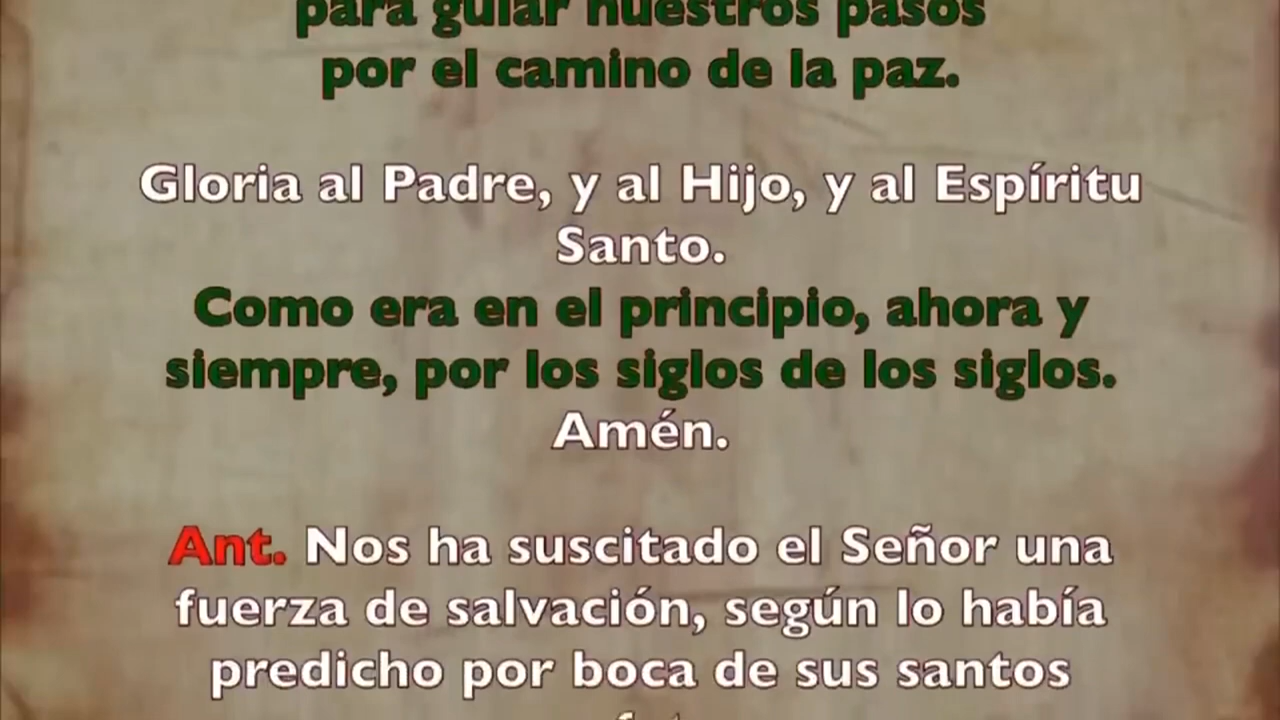 para guiar nuestros pasos
por el camino de la paz.
Gloria al Padre, y al Hijo, y al Espíritu
Santo.
Como era en el principio, ahora y
siempre, por los siglos de los siglos.
Amén.
Ant. Nos ha suscitado el Señor una
fuerza de salvación, según lo había
predicho por boca de sus santos